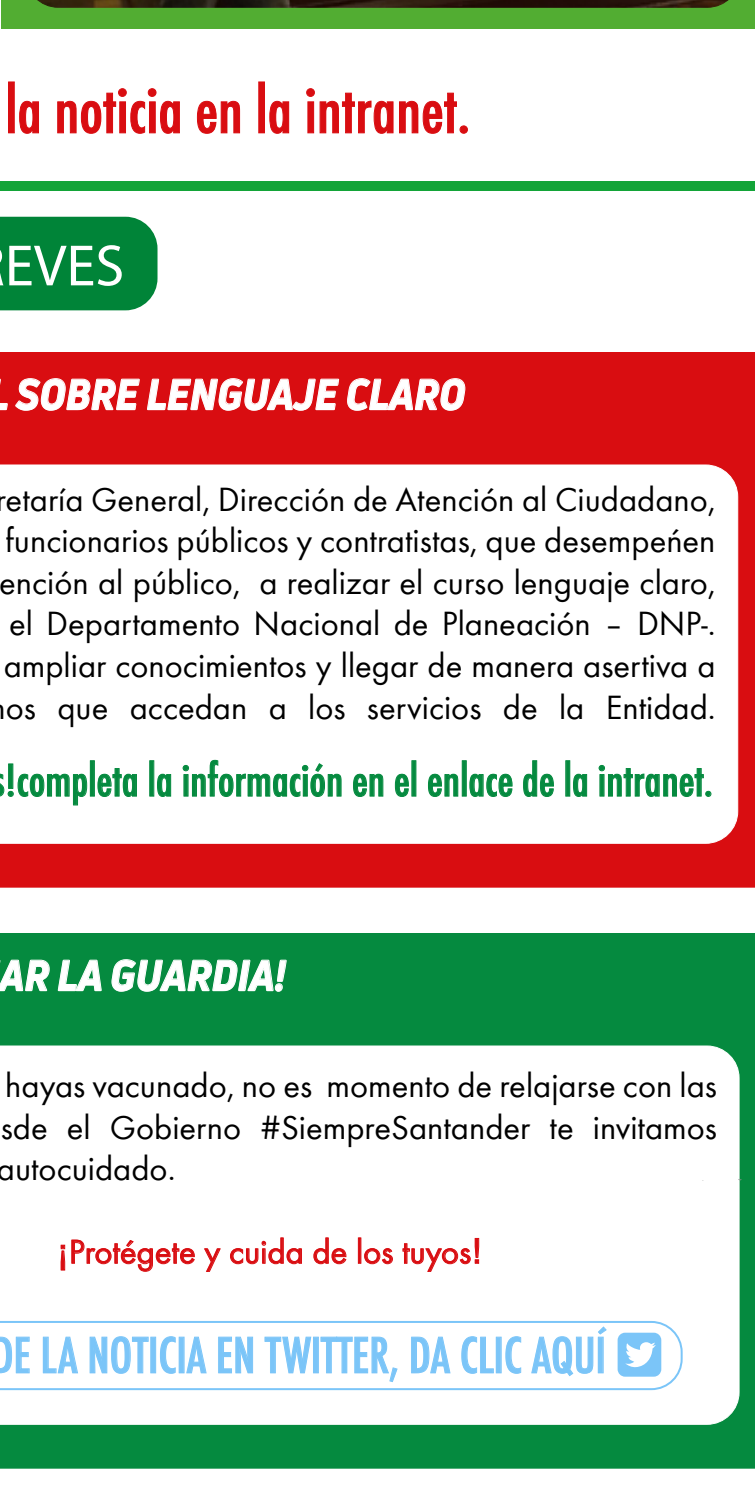 la noticia en la intranet.
REVES
L SOBRE LENGUAJE CLARO
retaría General, Dirección de Atención al Ciudadano,
funcionarios públicos y contratistas, que desempeńen
ención al público, a realizar el curso lenguaje claro,
el Departamento Nacional de Planeación – DNP-.
ampliar conocimientos y llegar de manera asertiva a
nos que accedan a los servicios de la Entidad.
s!completa la información en el enlace de la intranet.
AR LA GUARDIA!
hayas vacunado, no es momento de relajarse con las
sde el Gobierno #SiempreSantander te invitamos
autocuidado.
¡Protégete y cuida de los tuyos!
DE LA NOTICIA EN TWITTER, DA CLIC AQUÍ